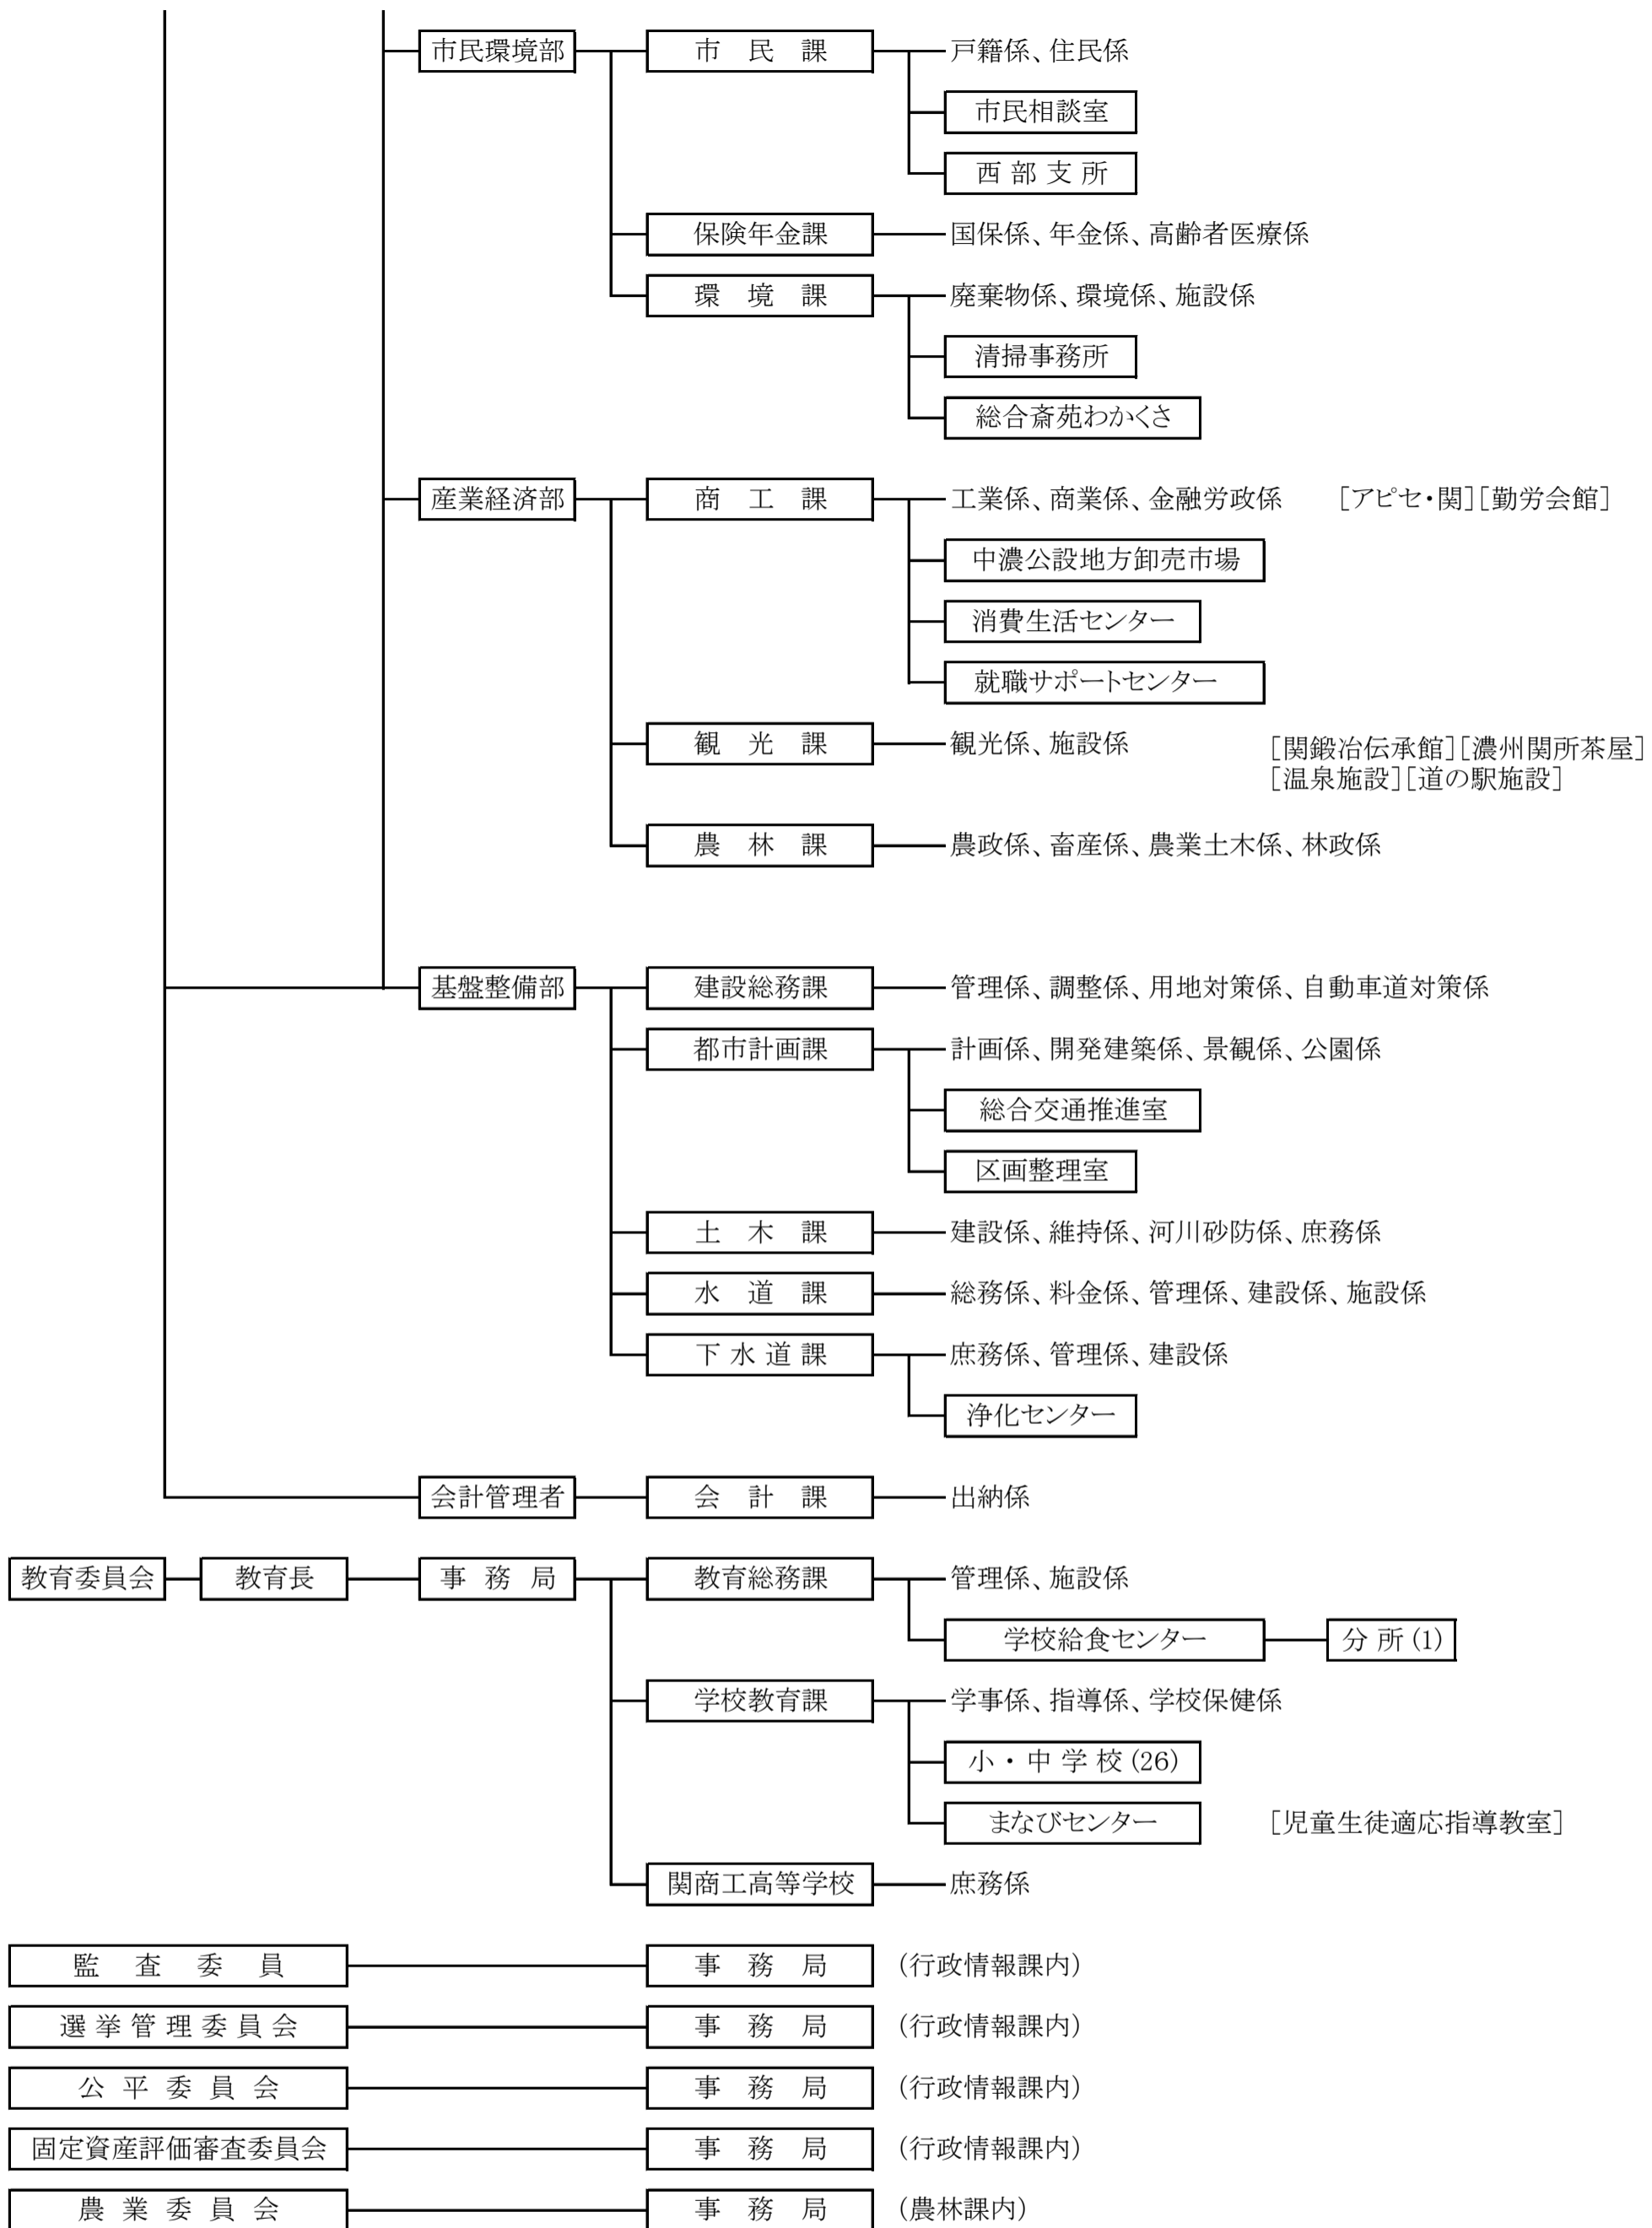 市民環境部 市民課 戸籍係、住民係
市民相談室
西部支所
保険年金課 国保係、年金係、高齢者医療係
環境課 廃棄物係、環境係、施設係
清掃事務所
総合斎苑わかくさ
産業経済部 商工課 工業係、商業係、金融労政係 [アピセ・関][勤労会館]
中濃公設地方卸売市場
消費生活センター
就職サポートセンター
観光課 観光係、施設係 [関鍛冶伝承館][濃州関所茶屋]
[温泉施設][道の駅施設]
農林課 農政係、畜産係、農業土木係、林政係
基盤整備部 建設総務課 管理係、調整係、用地対策係、自動車道対策係
都市計画課 計画係、開発建築係、景観係、公園係
総合交通推進室
区画整理室
土木課 建設係、維持係、河川砂防係、庶務係
水道課 総務係、料金係、管理係、建設係、施設係
下水道課 庶務係、管理係、建設係
浄化センター
会計管理者 会計課 出納係
教育委員会 教育長 事務局 教育総務課 管理係、施設係
学校給食センター 分所(1)
学校教育課 学事係、指導係、学校保健係
小・中学校(26)
まなびセンター [児童生徒適応指導教室]
関商工高等学校 庶務係
監査委員 事務局 (行政情報課内)
選挙管理委員会 事務局 (行政情報課内)
公平委員会 事務局 (行政情報課内)
固定資産評価審査委員会 事務局 (行政情報課内)
農業委員会 事務局 (農林課内)